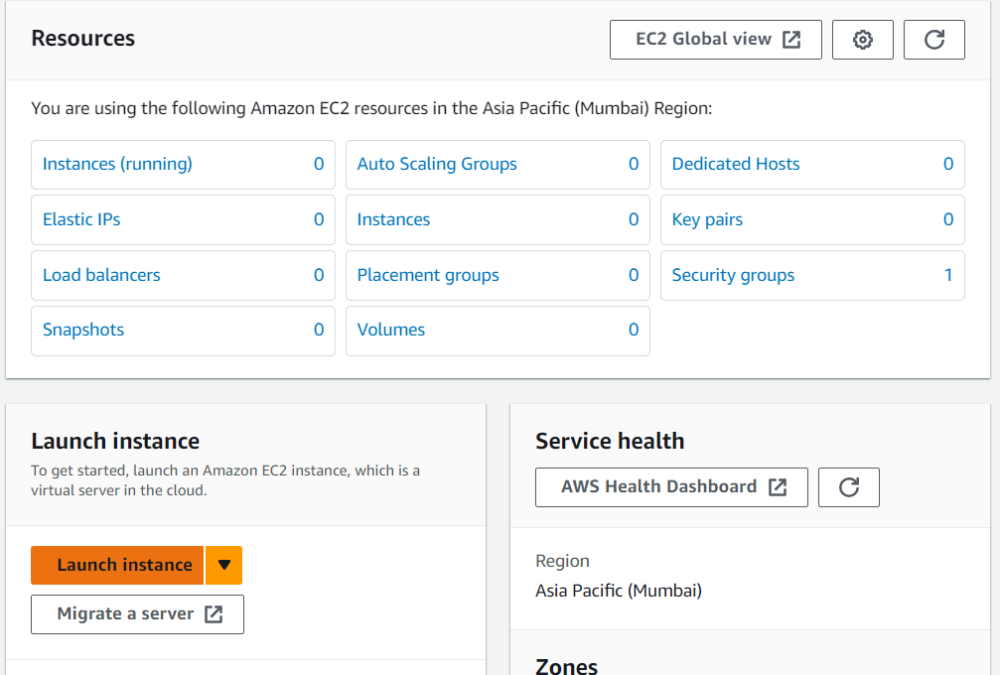 Resources
EC2 Global view
You are using the following Amazon EC2 resources in the Asia Pacific (Mumbai) Region:
Instances (running) 0
Auto Scaling Groups 0
Dedicated Hosts 0
Elastic IPs 0
Instances 0
Key pairs 0
Load balancers 0
Placement groups 0
Security groups 1
Snapshots 0
Volumes 0
Launch instance
To get started, launch an Amazon EC2 instance, which is a
virtual server in the cloud.
Launch instance
Migrate a server
Service health
AWS Health Dashboard
Region
Asia Pacific (Mumbai)
Zones